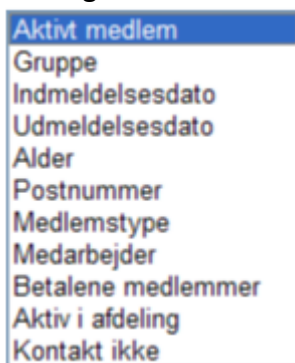 Aktivt medlem
Gruppe
Indmeldelsesdato
Udmeldelsesdato
Alder
Postnummer
Medlemstype
Medarbejder
Betalene medlemmer
Aktiv i afdeling
Kontakt ikke